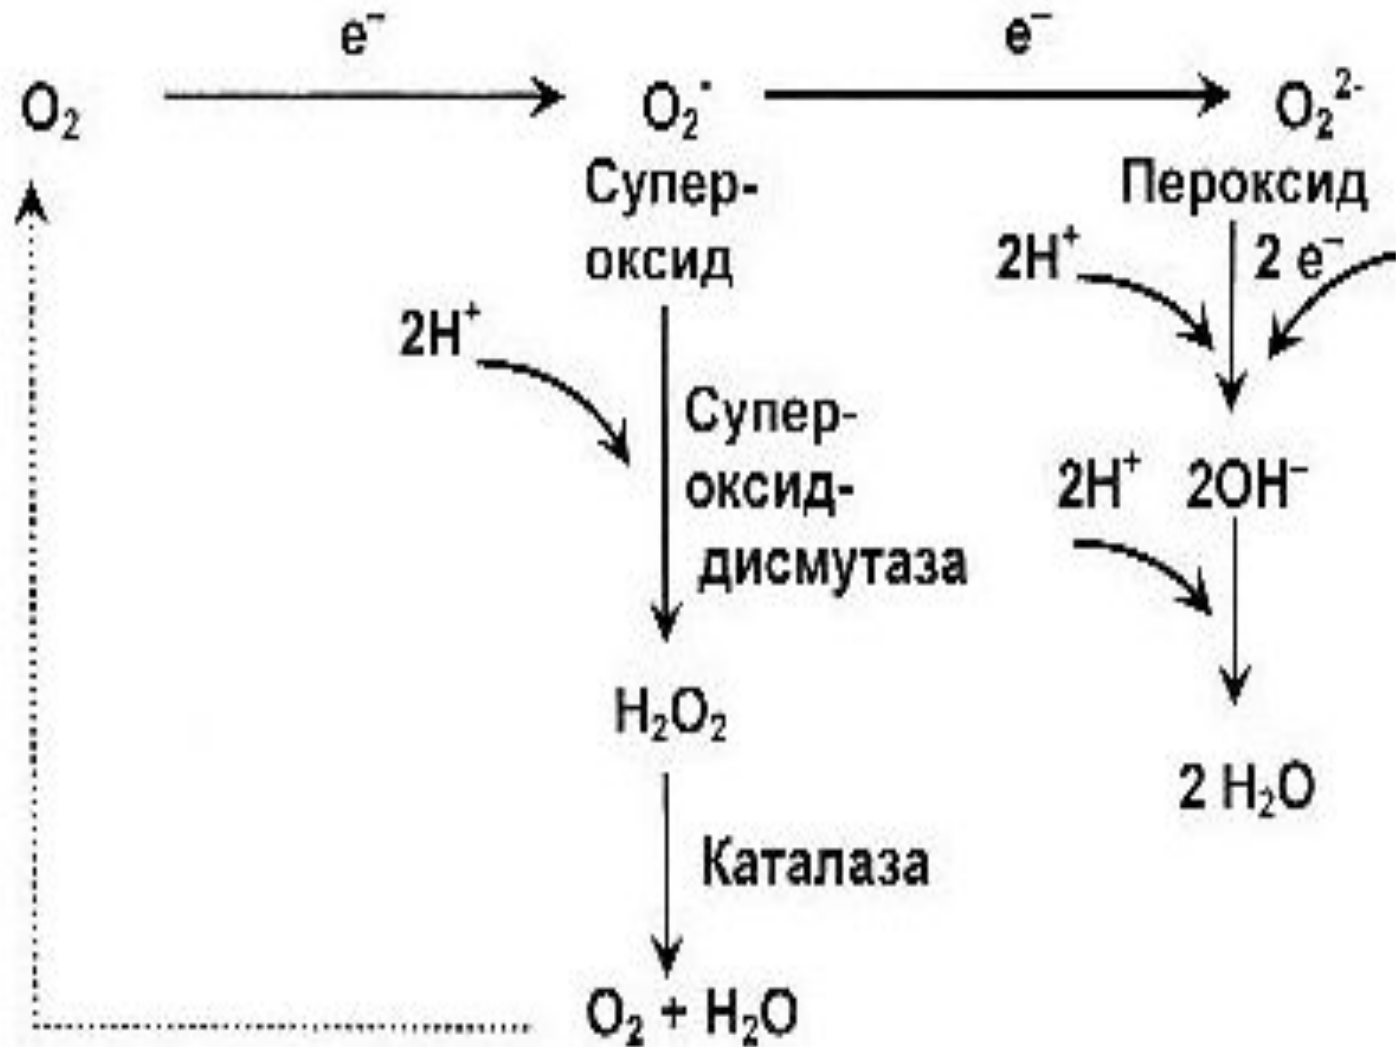 e⁻ e⁻
O₂ O₂˙ O₂²⁻
Супер- Пероксид
оксид 2H⁺ 2 e⁻
2H⁺
Супер-
оксид- 2H⁺ 2OH⁻
дисмутаза
H₂O₂
2 H₂O
Каталаза
O₂ + H₂O